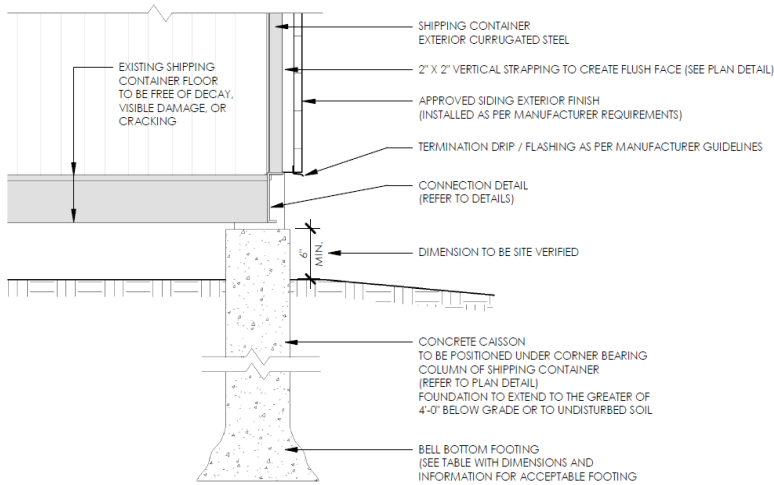 SHIPPING CONTAINER
EXTERIOR CURRUGATED STEEL
EXISTING SHIPPING
CONTAINER FLOOR
TO BE FREE OF DECAY,
VISIBLE DAMAGE, OR
CRACKING
2" X 2" VERTICAL STRAPPING TO CREATE FLUSH FACE (SEE PLAN DETAIL)
APPROVED SIDING EXTERIOR FINISH
(INSTALLED AS PER MANUFACTURER REQUIREMENTS)
TERMINATION DRIP / FLASHING AS PER MANUFACTURER GUIDELINES
CONNECTION DETAIL
(REFER TO DETAILS)
6"
MIN.
DIMENSION TO BE SITE VERIFIED
CONCRETE CAISSON
TO BE POSITIONED UNDER CORNER BEARING
COLUMN OF SHIPPING CONTAINER
(REFER TO PLAN DETAIL)
FOUNDATION TO EXTEND TO THE GREATER OF
4'-0" BELOW GRADE OR TO UNDISTURBED SOIL
BELL BOTTOM FOOTING
(SEE TABLE WITH DIMENSIONS AND
INFORMATION FOR ACCEPTABLE FOOTING